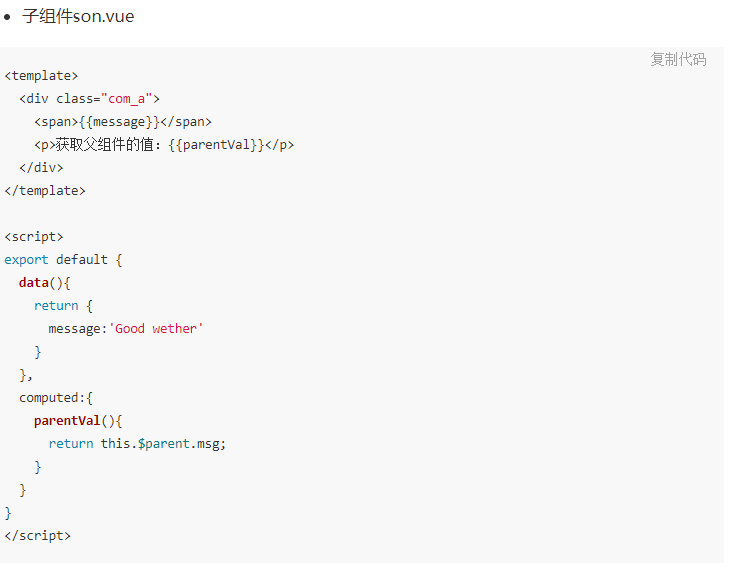 • 子组件son.vue
复制代码
<template>
  <div class="com_a">
    <span>{{message}}</span>
    <p>获取父组件的值：{{parentVal}}</p>
  </div>
</template>

<script>
export default {
  data(){
    return {
      message:'Good wether'
    }
  },
  computed:{
    parentVal(){
      return this.$parent.msg;
    }
  }
}
</script>